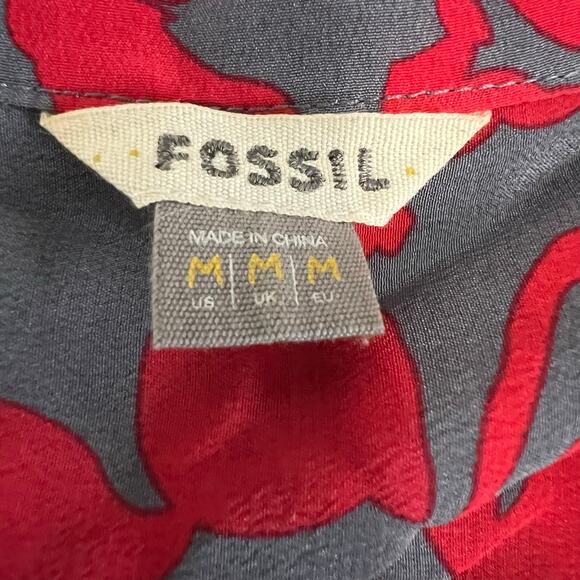 FOSSIL
MADE IN CHINA
M | M | M
US | UK | EU